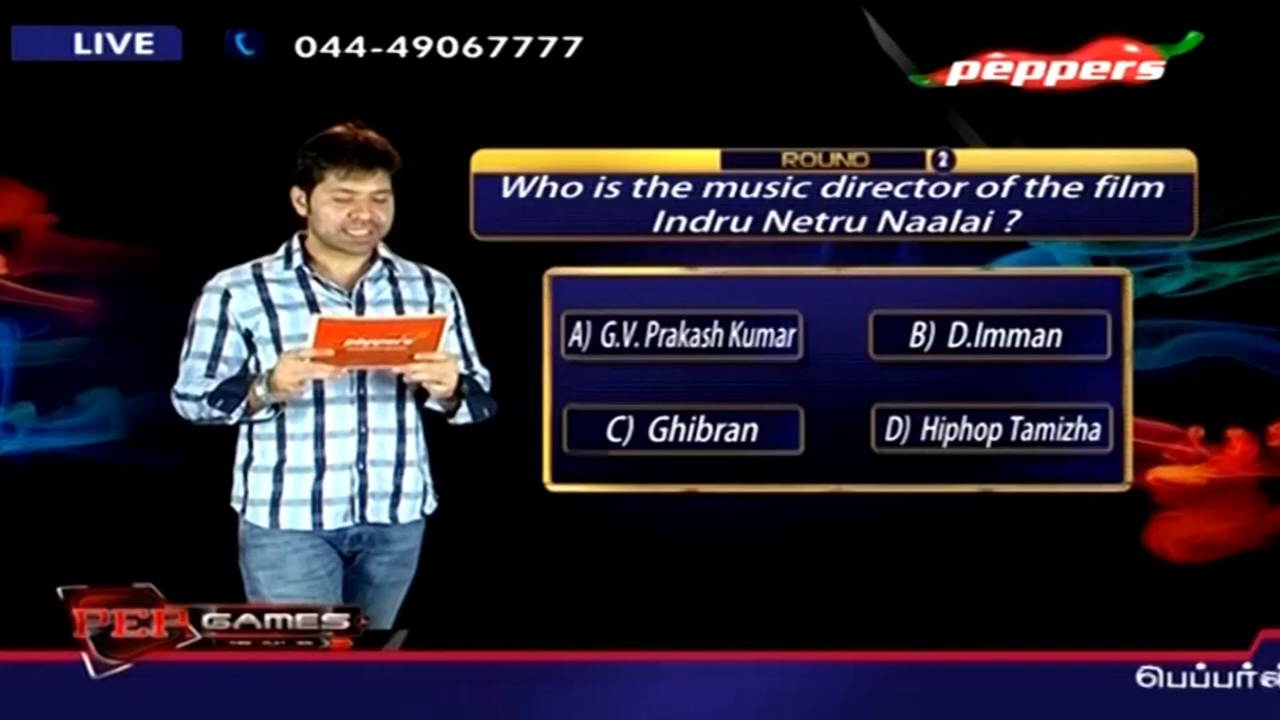 LIVE
044-49067777
peppers
ROUND 2
Who is the music director of the film
Indru Netru Naalai ?
A) G.V. Prakash Kumar
B) D.Imman
peppers
C) Ghibran
D) Hiphop Tamizha
PEP GAMES